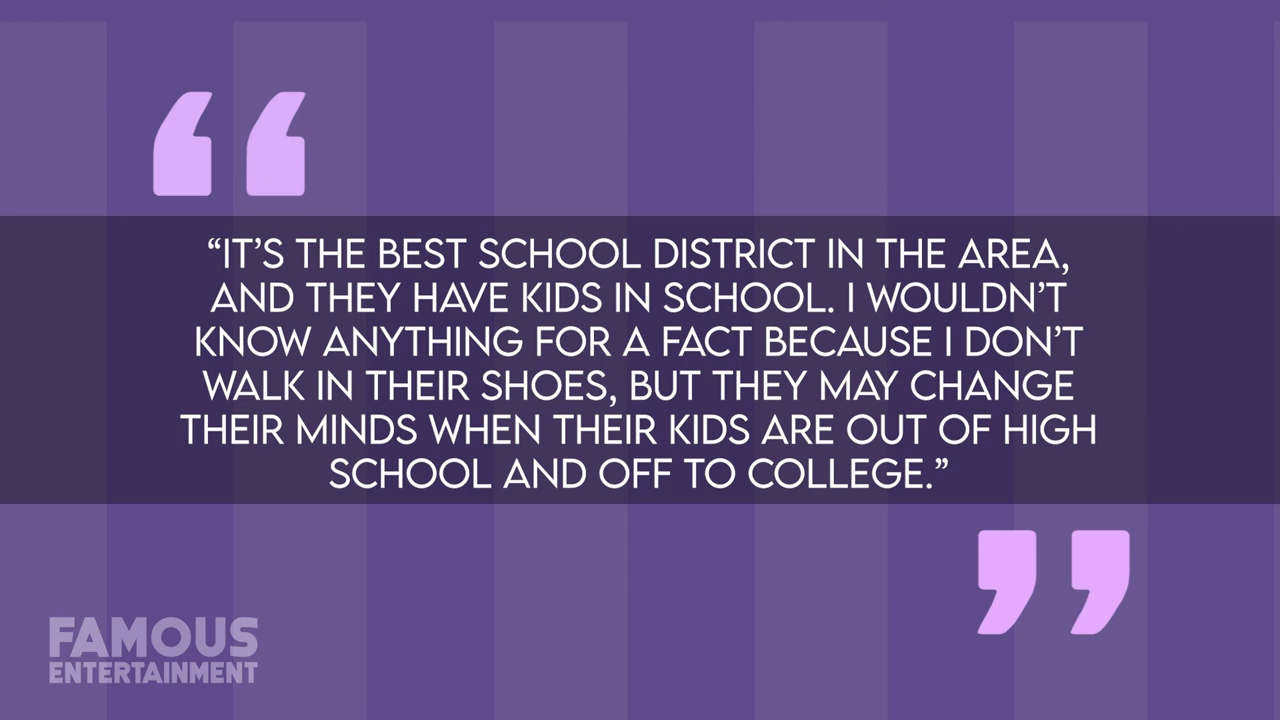 “IT’S THE BEST SCHOOL DISTRICT IN THE AREA,
AND THEY HAVE KIDS IN SCHOOL. I WOULDN’T
KNOW ANYTHING FOR A FACT BECAUSE I DON’T
WALK IN THEIR SHOES, BUT THEY MAY CHANGE
THEIR MINDS WHEN THEIR KIDS ARE OUT OF HIGH
SCHOOL AND OFF TO COLLEGE.”
FAMOUS
ENTERTAINMENT